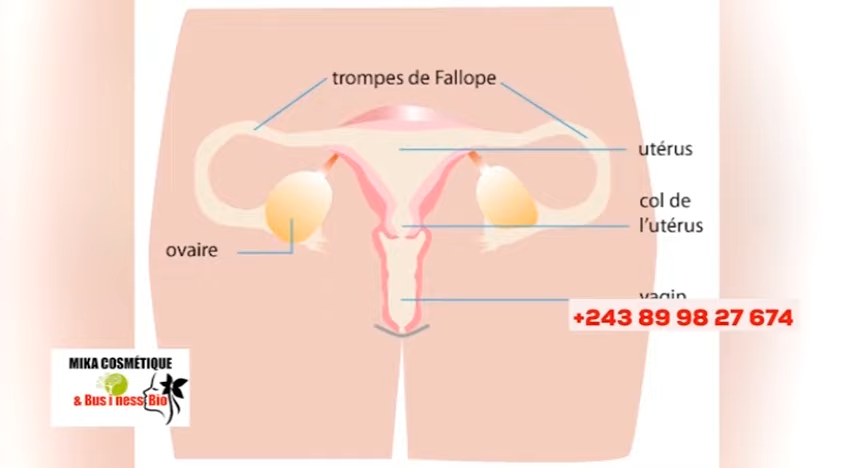 trompes de Fallope
utérus
col de
l'utérus
ovaire
vagin
+243 89 98 27 674
MIKA COSMÉTIQUE
& Bus i ness Bio